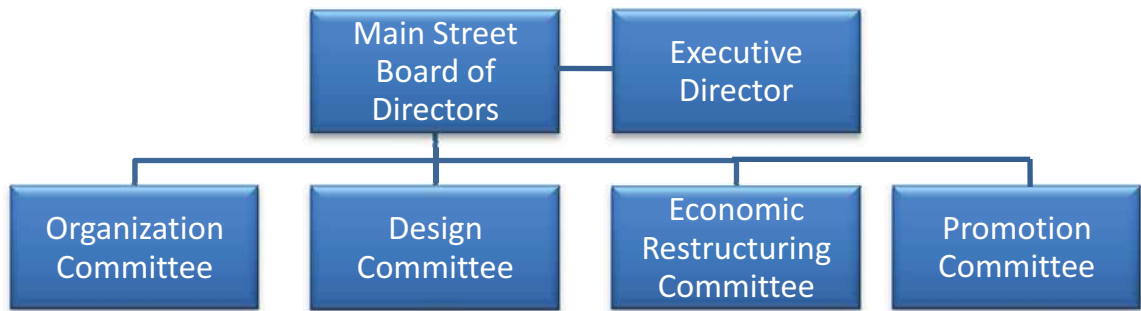 Main Street
Board of
Directors
Executive
Director
Organization
Committee
Design
Committee
Economic
Restructuring
Committee
Promotion
Committee